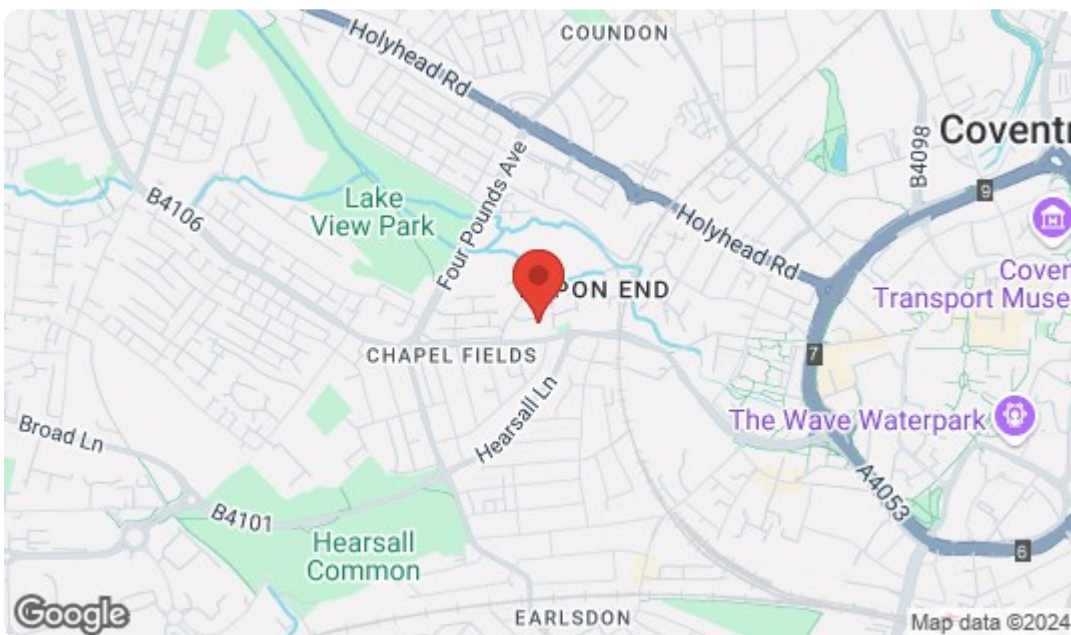 COUNDON
Holyhead Rd
Coventr
B4098
9
Four Pounds Ave
Lake
View Park
B4106
Holyhead Rd
Cover
Transport Muse
PON END
7
CHAPEL FIELDS
Hearsall Ln
The Wave Waterpark
Broad Ln
A4053
B4101
Hearsall
Common
6
EARLSDON
Google
Map data ©2024